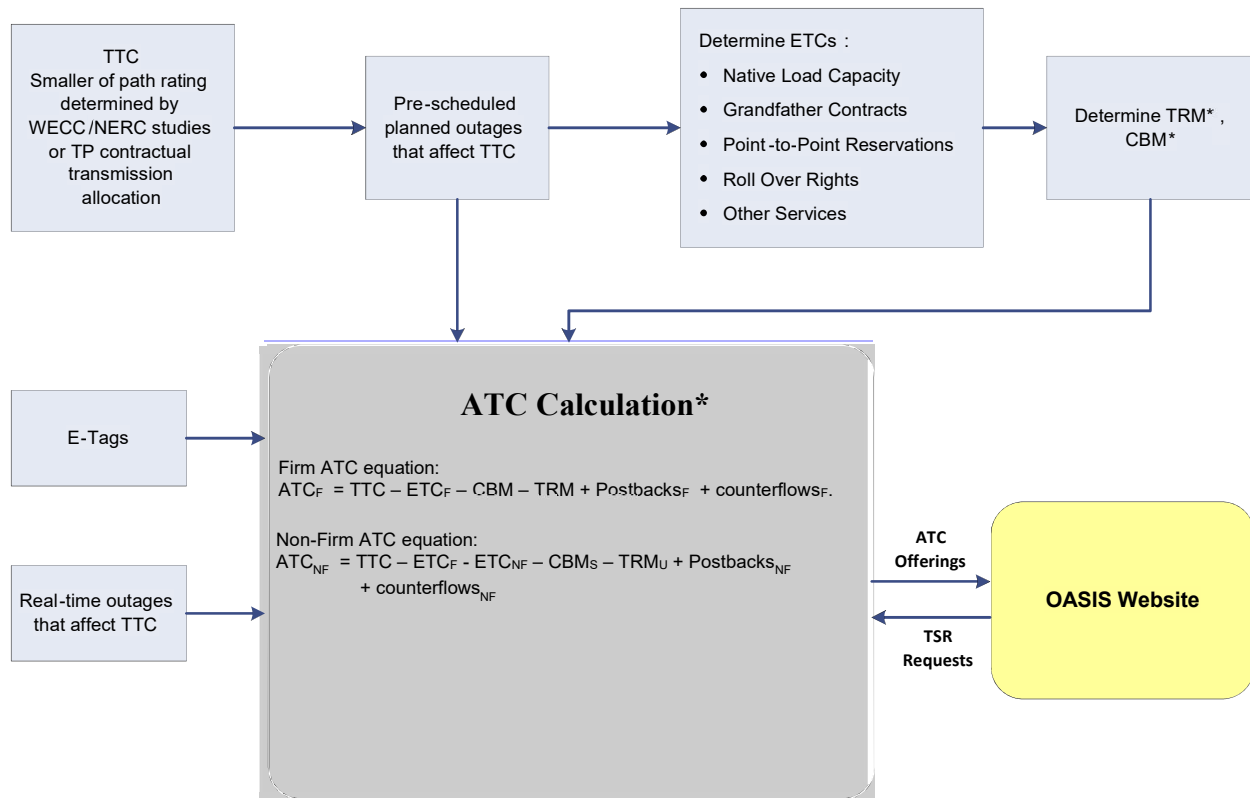 TTC
Smaller of path rating
determined by
WECC/NERC studies
or TP contractual
transmission
allocation
Pre-scheduled
planned outages
that affect TTC
Determine ETCs :
• Native Load Capacity
• Grandfather Contracts
• Point-to-Point Reservations
• Roll Over Rights
• Other Services
Determine TRM* ,
CBM*
E-Tags
Real-time outages
that affect TTC
ATC Calculation*
Firm ATC equation:
ATCF = TTC – ETCF – CBM – TRM + PostbacksF + counterflowsF.
Non-Firm ATC equation:
ATCNF = TTC – ETCF - ETCNF – CBMS – TRMU + PostbacksNF
+ counterflowsNF
ATC
Offerings
TSR
Requests
OASIS Website